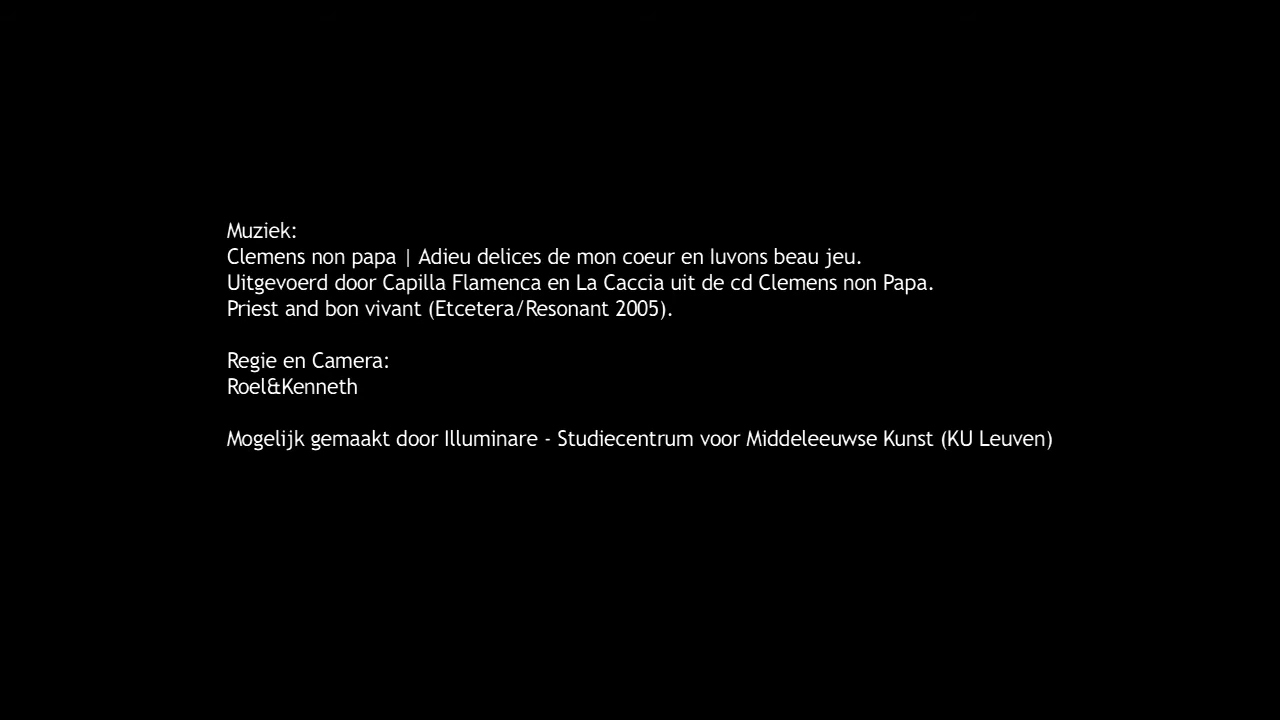 Muziek:
Clemens non papa | Adieu delices de mon coeur en Iuvons beau jeu.
Uitgevoerd door Capilla Flamenca en La Caccia uit de cd Clemens non Papa.
Priest and bon vivant (Etcetera/Resonant 2005).
Regie en Camera:
Roel&Kenneth
Mogelijk gemaakt door Illuminare - Studiecentrum voor Middeleeuwse Kunst (KU Leuven)